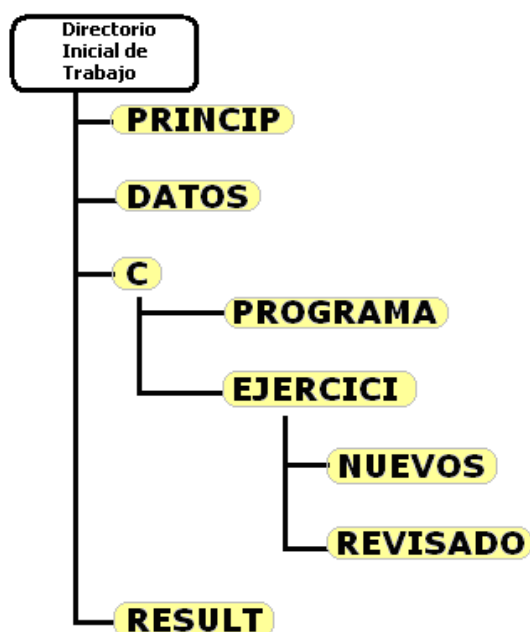 Directorio
Inicial de
Trabajo
PRINCIP
DATOS
C
PROGRAMA
EJERCICI
NUEVOS
REVISADO
RESULT